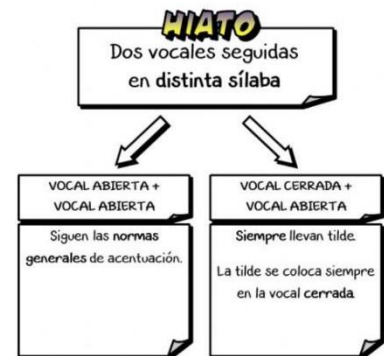 HIATO
Dos vocales seguidas
en distinta sílaba
VOCAL ABIERTA +
VOCAL ABIERTA
Siguen las normas
generales de acentuación.
VOCAL CERRADA +
VOCAL ABIERTA
Siempre llevan tilde.
La tilde se coloca siempre
en la vocal cerrada